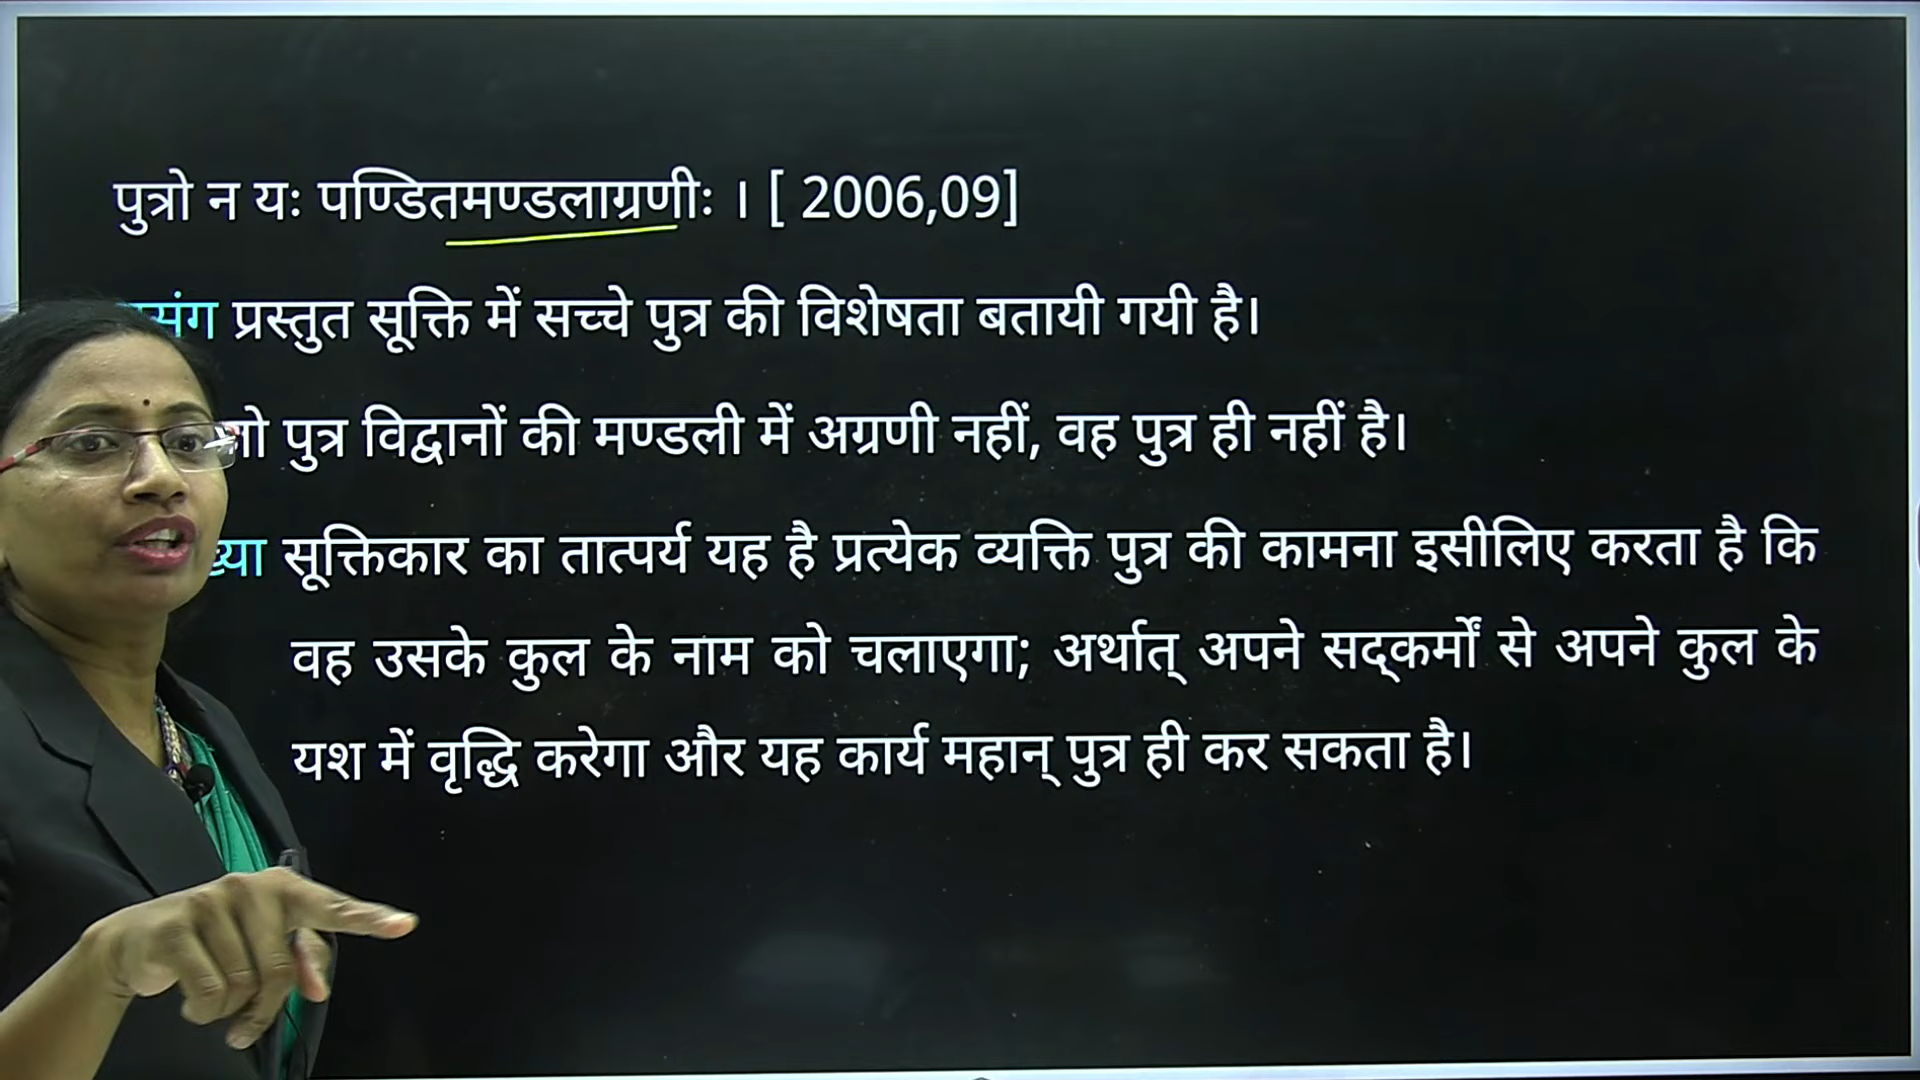 पुत्रो न यः पण्डितमण्डलाग्रणीः । [ 2006,09]
प्रस्तुत सूक्ति में सच्चे पुत्र की विशेषता बतायी गयी है।
पुत्र विद्वानों की मण्डली में अग्रणी नहीं, वह पुत्र ही नहीं है।
सूक्तिकार का तात्पर्य यह है प्रत्येक व्यक्ति पुत्र की कामना इसीलिए करता है कि
वह उसके कुल के नाम को चलाएगा; अर्थात् अपने सद्कर्मों से अपने कुल के
यश में वृद्धि करेगा और यह कार्य महान् पुत्र ही कर सकता है।